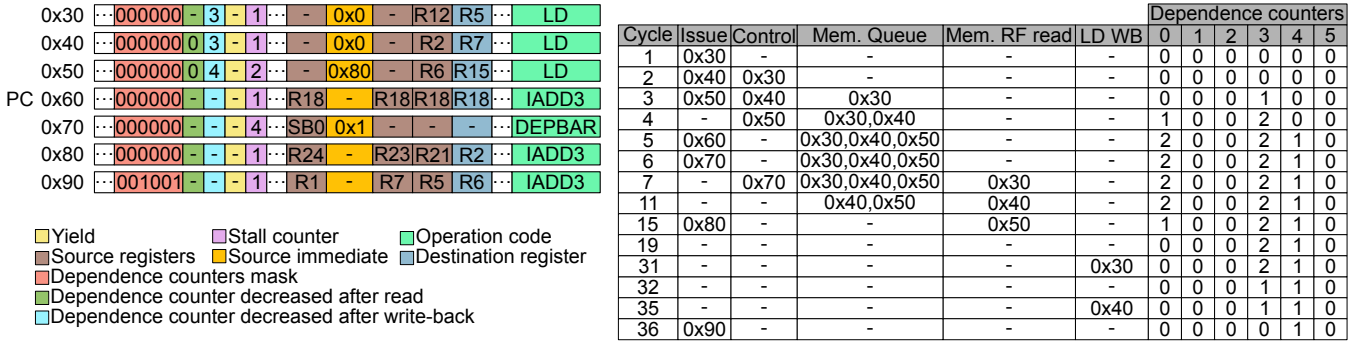 0x30 ··· 000000 - 3 - 1 ··· - 0x0 - R12 R5 ··· LD
0x40 ··· 000000 0 3 - 1 ··· - 0x0 - R2 R7 ··· LD
0x50 ··· 000000 0 4 - 2 ··· - 0x80 - R6 R15 ··· LD
PC 0x60 ··· 000000 - - - 1 ··· R18 - R18 R18 R18 ··· IADD3
0x70 ··· 000000 - - - 4 ··· SB0 0x1 - - - ··· DEPBAR
0x80 ··· 000000 - - - 1 ··· R24 - R23 R21 R2 ··· IADD3
0x90 ··· 001001 - - - 1 ··· R1 - R7 R5 R6 ··· IADD3
Yield Stall counter Operation code
Source registers Source immediate Destination register
Dependence counters mask
Dependence counter decreased after read
Dependence counter decreased after write-back
Dependence counters
Cycle Issue Control Mem. Queue Mem. RF read LD WB 0 1 2 3 4 5
1 0x30 - - - - 0 0 0 0 0 0
2 0x40 0x30 - - - 0 0 0 0 0 0
3 0x50 0x40 0x30 - - 0 0 0 1 0 0
4 - 0x50 0x30,0x40 - - 1 0 0 2 0 0
5 0x60 - 0x30,0x40,0x50 - - 2 0 0 2 1 0
6 0x70 - 0x30,0x40,0x50 - - 2 0 0 2 1 0
7 - 0x70 0x30,0x40,0x50 0x30 - 2 0 0 2 1 0
11 - - 0x40,0x50 0x40 - 2 0 0 2 1 0
15 0x80 - - 0x50 - 1 0 0 2 1 0
19 - - - - - 0 0 0 2 1 0
31 - - - - 0x30 0 0 0 2 1 0
32 - - - - - 0 0 0 1 1 0
35 - - - - 0x40 0 0 0 1 1 0
36 0x90 - - - - 0 0 0 0 1 0